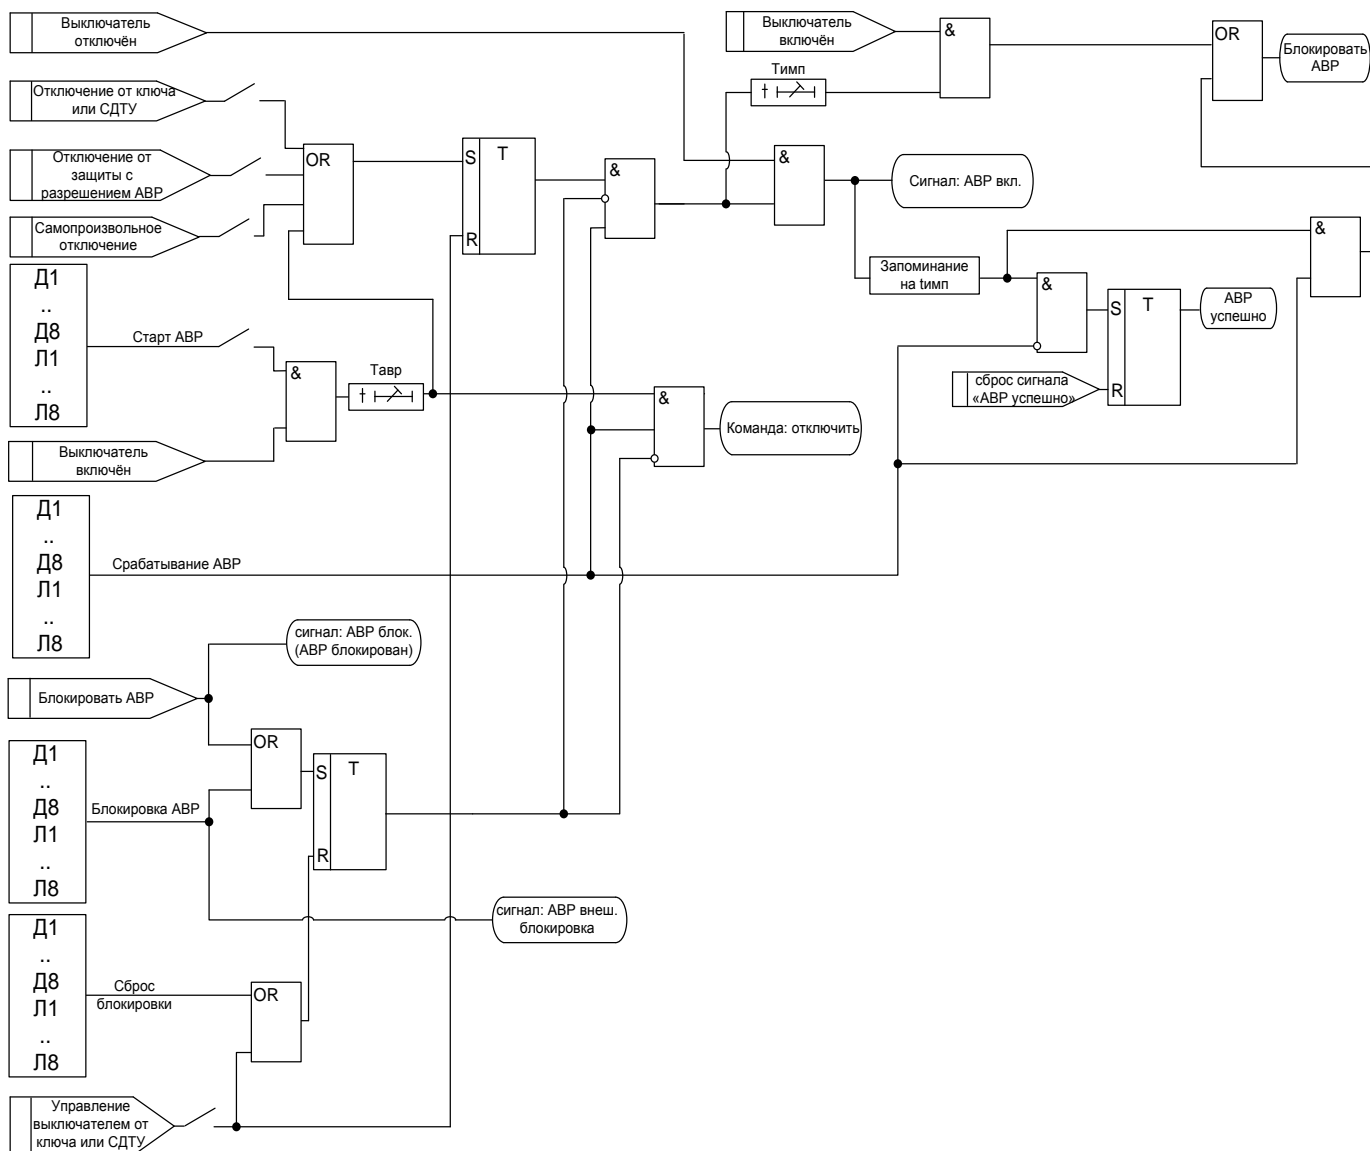 Выключатель
отключён
Выключатель
включён
&
OR
Блокировать
АВР
Тимп
Отключение от ключа
или СДТУ
Отключение от
защиты с
разрешением АВР
OR
S
T
R
&
&
Сигнал: АВР вкл.
Самопроизвольное
отключение
Запоминание
на tимп
&
&
S
T
R
АВР
успешно
сброс сигнала
«АВР успешно»
Д1
..
Д8
Л1
..
Л8
Старт АВР
&
Тавр
&
Команда: отключить
Выключатель
включён
Д1
..
Д8
Л1
..
Л8
Срабатывание АВР
сигнал: АВР блок.
(АВР блокирован)
Блокировать АВР
OR
S
T
R
Д1
..
Д8
Л1
..
Л8
Блокировка АВР
сигнал: АВР внеш.
блокировка
Д1
..
Д8
Л1
..
Л8
Сброс
блокировки
OR
Управление
выключателем от
ключа или СДТУ